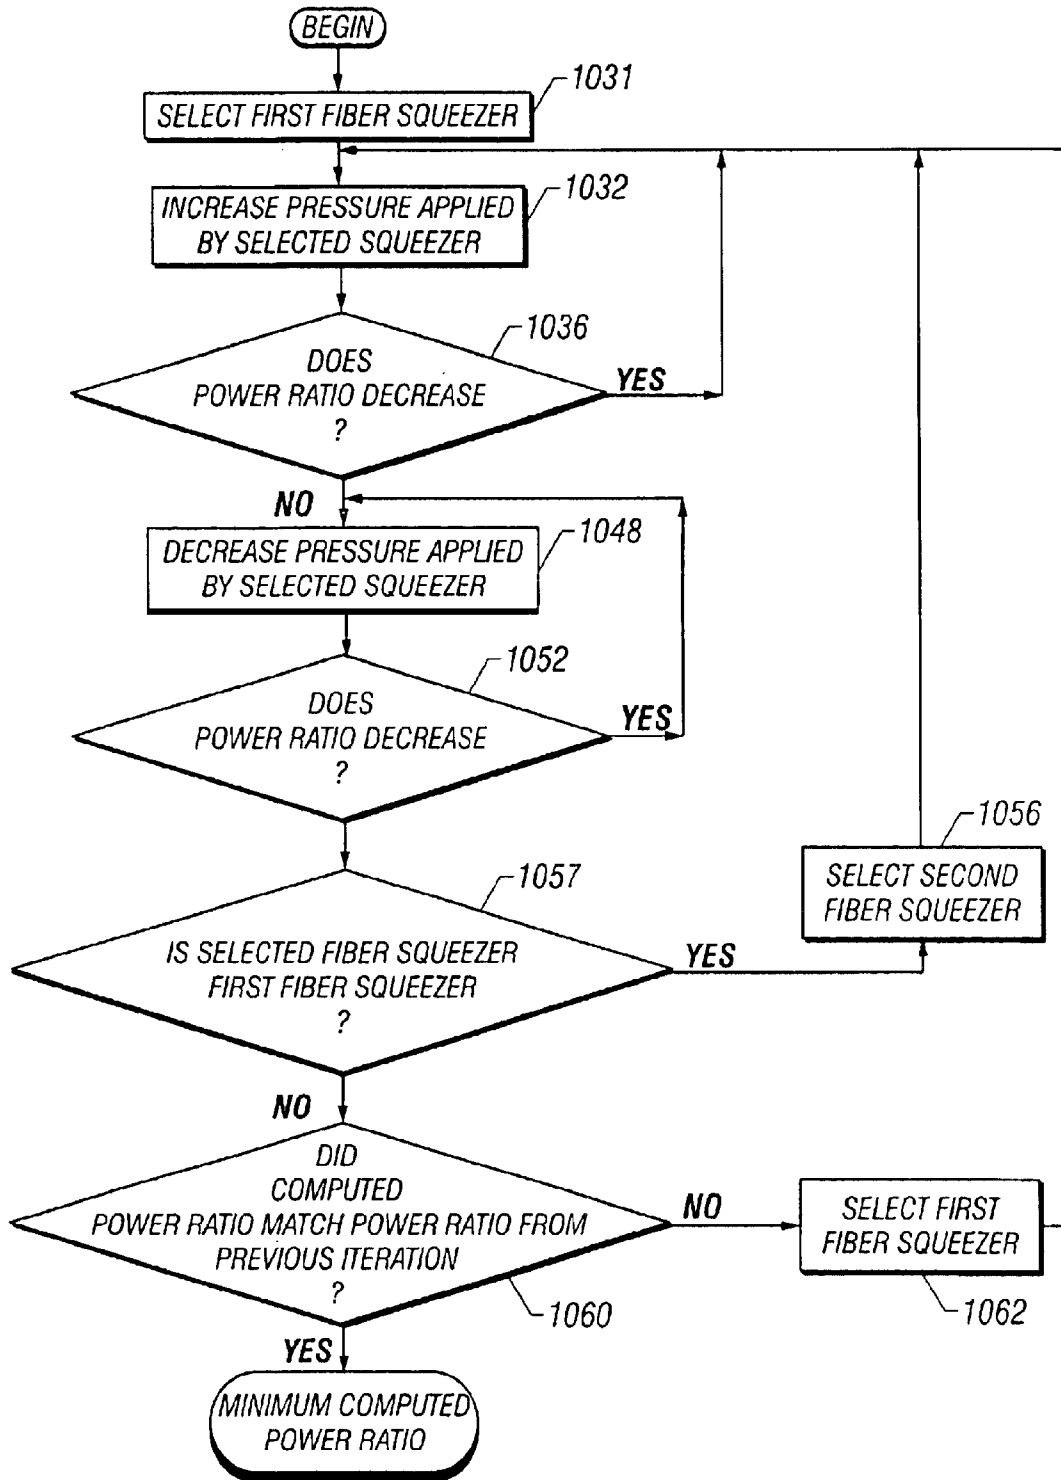 BEGIN
1031
SELECT FIRST FIBER SQUEEZER
1032
INCREASE PRESSURE APPLIED
BY SELECTED SQUEEZER
1036
DOES
POWER RATIO DECREASE
?
YES
NO
1048
DECREASE PRESSURE APPLIED
BY SELECTED SQUEEZER
1052
DOES
POWER RATIO DECREASE
?
YES
1056
SELECT SECOND
FIBER SQUEEZER
1057
IS SELECTED FIBER SQUEEZER
FIRST FIBER SQUEEZER
?
YES
NO
DID
COMPUTED
POWER RATIO MATCH POWER RATIO FROM
PREVIOUS ITERATION
?
NO
SELECT FIRST
FIBER SQUEEZER
1060
1062
YES
MINIMUM COMPUTED
POWER RATIO